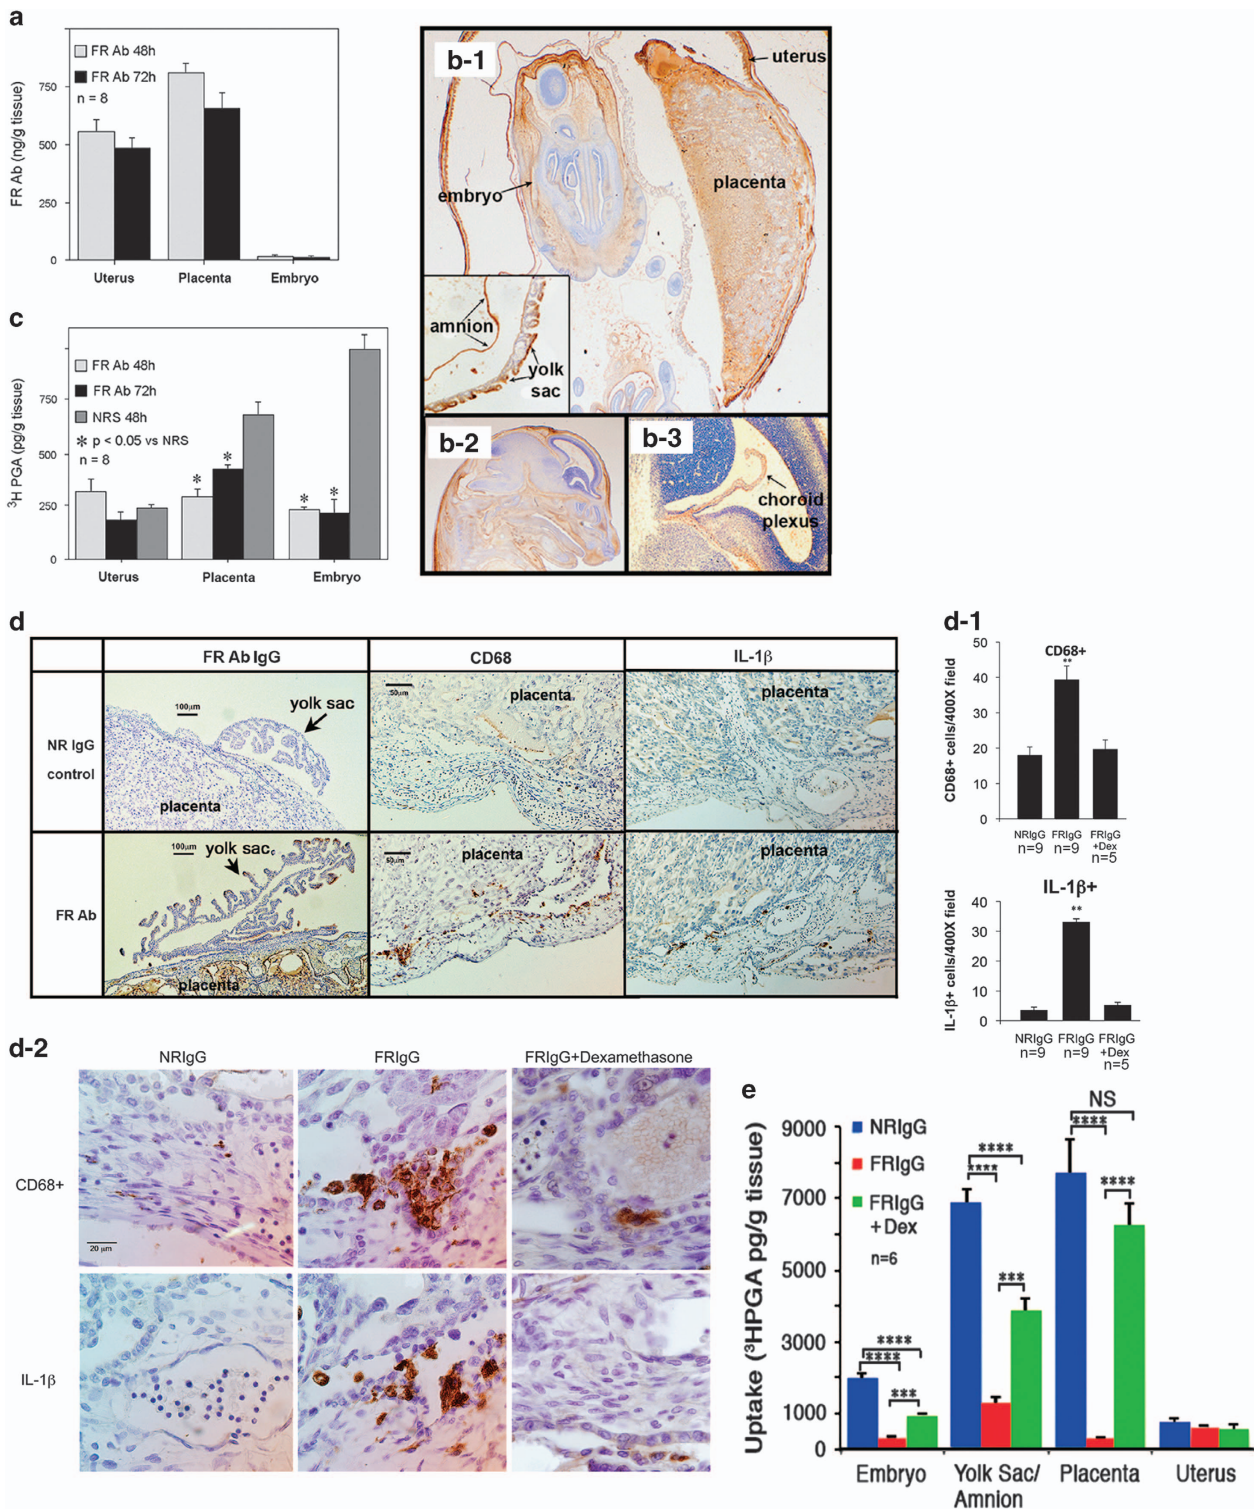 a
FR Ab (ng/g tissue)
750
500
250
0
FR Ab 48h
FR Ab 72h
n = 8
Uterus
Placenta
Embryo
b-1
uterus
placenta
embryo
amnion
yolk
sac
b-2
b-3
choroid
plexus
c
³H PGA (pg/g tissue)
750
500
250
0
FR Ab 48h
FR Ab 72h
NRS 48h
* p < 0.05 vs NRS
n = 8
* * * *
Uterus
Placenta
Embryo
d
FR Ab IgG
CD68
IL-1β
NR IgG
control
100μm
yolk sac
placenta
50μm
placenta
placenta
FR Ab
100μm
yolk sac
placenta
50μm
placenta
placenta
d-1
CD68+
**
CD68+ cells/400X field
50
40
30
20
10
0
NRIgG FRIgG FRIgG
n=9 n=9 +Dex
n=5
IL-1β+
**
IL-1β+ cells/400X field
40
30
20
10
0
NRIgG FRIgG FRIgG
n=9 n=9 +Dex
n=5
d-2
NRIgG
FRIgG
FRIgG+Dexamethasone
CD68+
20 μm
IL-1β
e
Uptake (³HPGA pg/g tissue)
9000
7000
5000
3000
1000
0
NRIgG
FRIgG
FRIgG
+ Dex
n=6
****
****
***
****
****
***
NS
****
****
Embryo
Yolk Sac/
Amnion
Placenta
Uterus